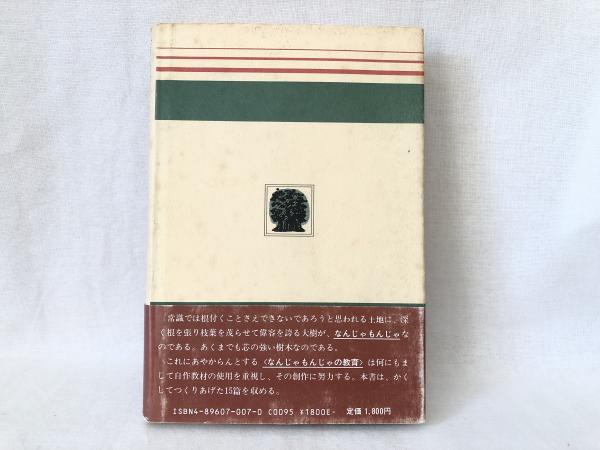 常識では根付くことさえできないであろうと思われる土地に、深
く根を張り枝葉を茂らせて偉容を誇る大樹が、なんじゃもんじゃな
のである。あくまでも芯の強い樹木なのである。
これにあやからんとする〈なんじゃもんじゃの教育〉は何にもま
して自作教材の使用を重視し、その創作に努力する。本書は、かく
してつくりあげた15篇を収める。
ISBN4-89607-007-0 C0095 ¥1800E- 定価 1,800円